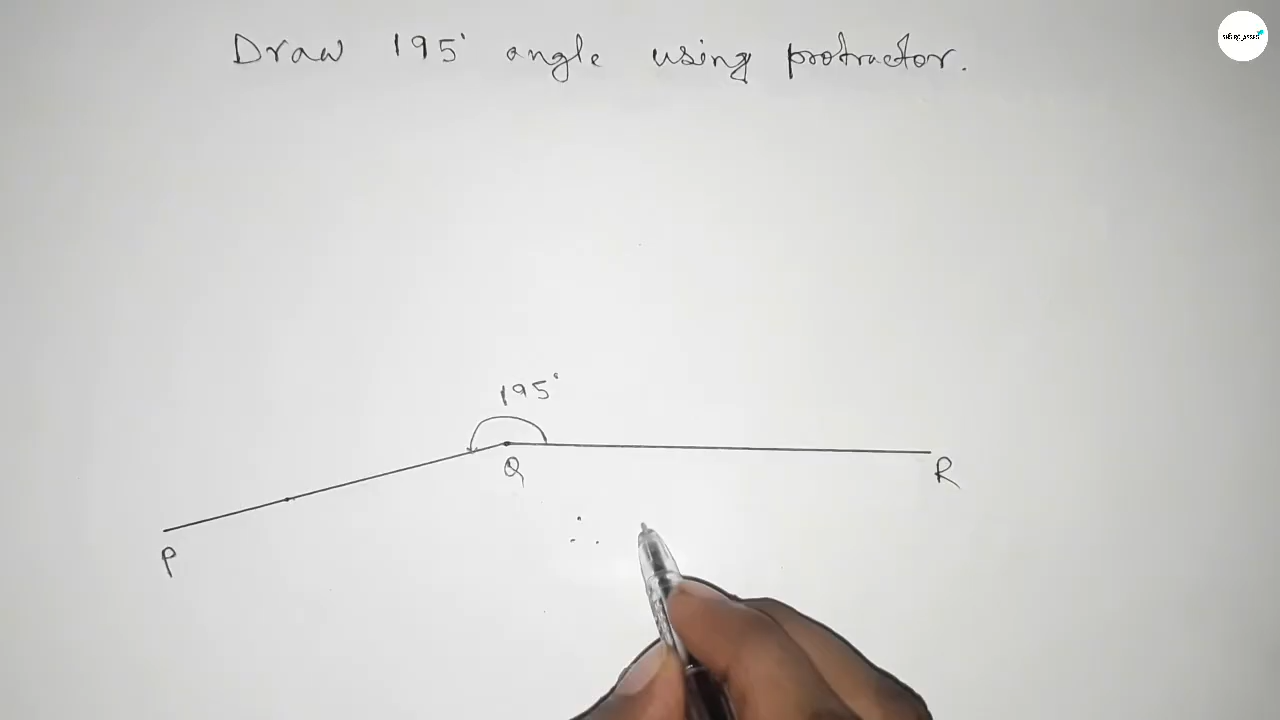 Draw 195° angle using protractor.
195°
Q
R
P
∴